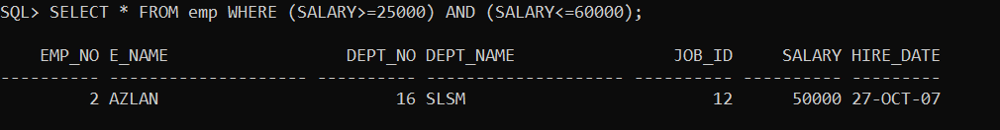 SQL> SELECT * FROM emp WHERE (SALARY>=25000) AND (SALARY<=60000);
    EMP_NO E_NAME                  DEPT_NO DEPT_NAME                JOB_ID     SALARY HIRE_DATE
---------- -------------------- ---------- -------------------- ---------- ---------- ---------
         2 AZLAN                        16 SLSM                         12      50000 27-OCT-07